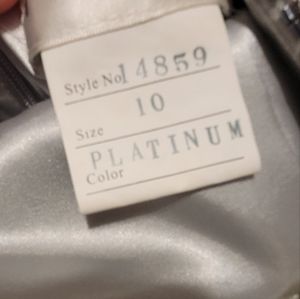 Style No. 14859
Size 10
Color PLATINUM